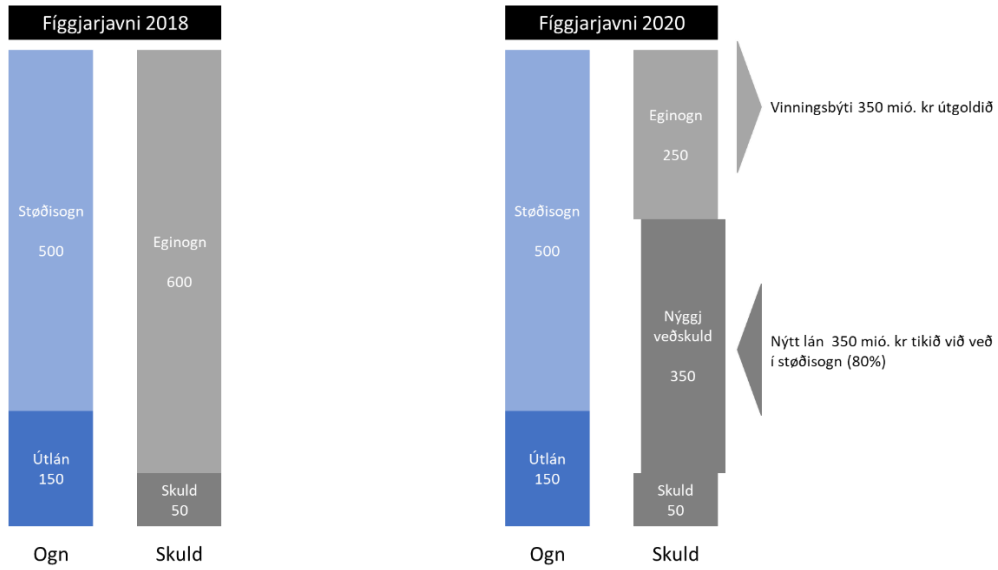 Fíggjarjavni 2018
Støðisogn
500
Útlán
150
Eginogn
600
Skuld
50
Ogn
Skuld
Fíggjarjavni 2020
Støðisogn
500
Útlán
150
Eginogn
250
Nýggj
veðskuld
350
Skuld
50
Ogn
Skuld
Vinningsbýti 350 mió. kr útgoldið
Nýtt lán 350 mió. kr tikið við veð
í støðisogn (80%)